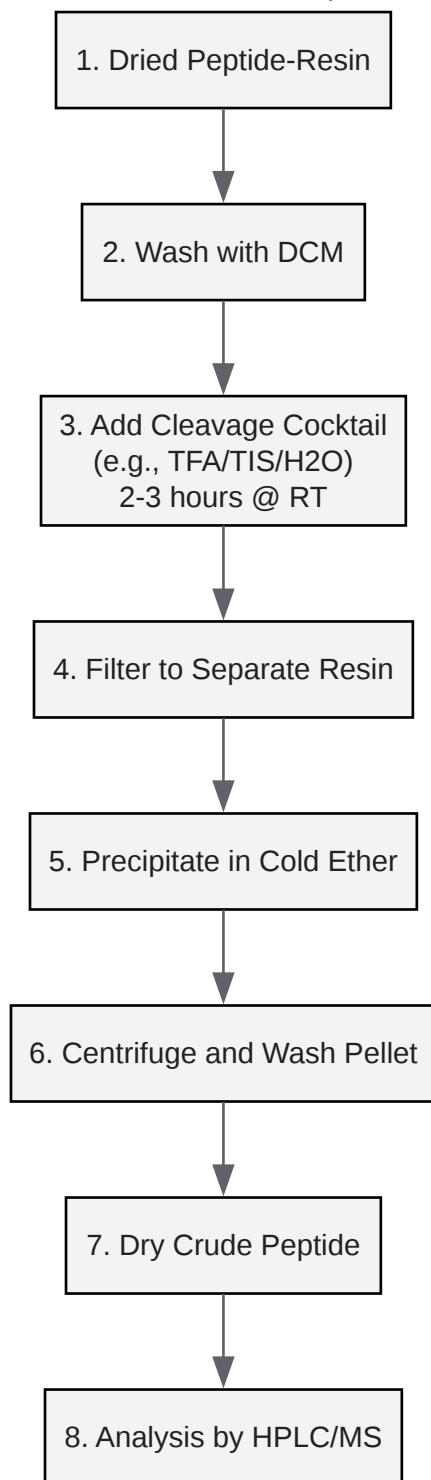 1. Dried Peptide-Resin
2. Wash with DCM
3. Add Cleavage Cocktail
(e.g., TFA/TIS/H2O)
2-3 hours @ RT
4. Filter to Separate Resin
5. Precipitate in Cold Ether
6. Centrifuge and Wash Pellet
7. Dry Crude Peptide
8. Analysis by HPLC/MS